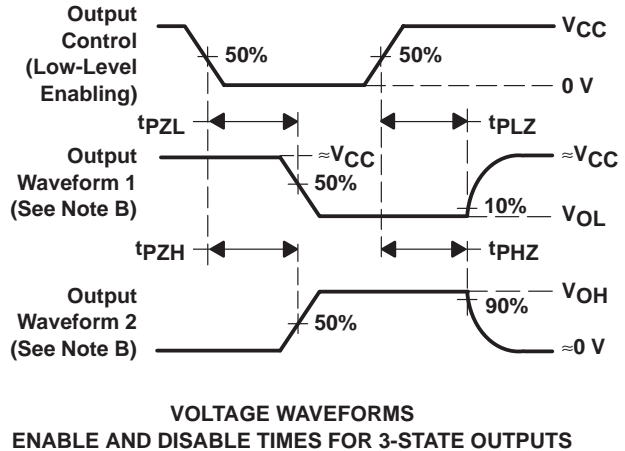 Output
Control
(Low-Level
Enabling)
50%
50%
VCC
0 V
tPZL
tPLZ
Output
Waveform 1
(See Note B)
≈VCC
50%
≈VCC
10%
VOL
tPZH
tPHZ
Output
Waveform 2
(See Note B)
50%
VOH
90%
≈0 V
VOLTAGE WAVEFORMS
ENABLE AND DISABLE TIMES FOR 3-STATE OUTPUTS